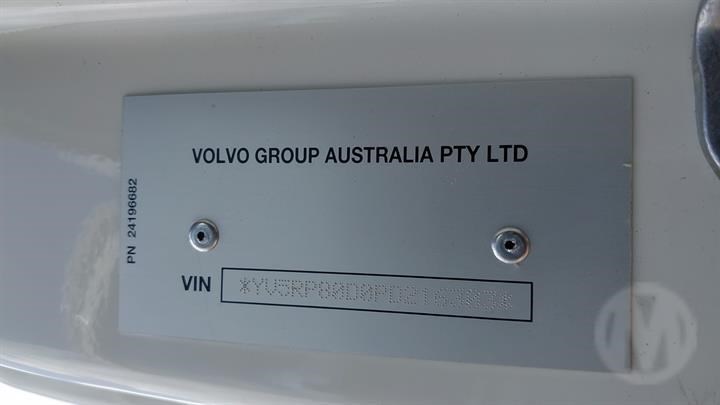 VOLVO GROUP AUSTRALIA PTY LTD
PN 24196682
VIN
M